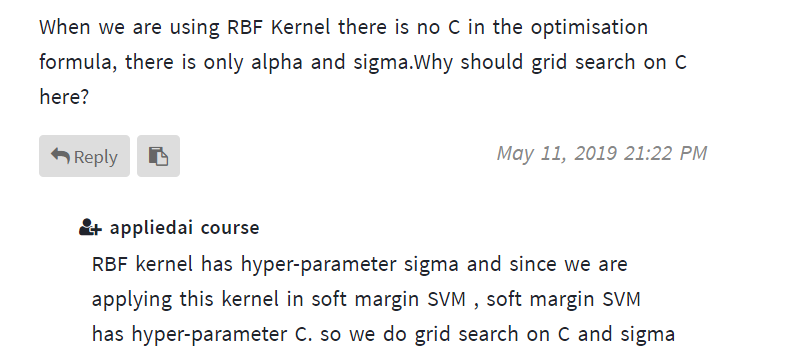 When we are using RBF Kernel there is no C in the optimisation
formula, there is only alpha and sigma.Why should grid search on C
here?
Reply
May 11, 2019 21:22 PM
appliedai course
RBF kernel has hyper-parameter sigma and since we are
applying this kernel in soft margin SVM , soft margin SVM
has hyper-parameter C. so we do grid search on C and sigma